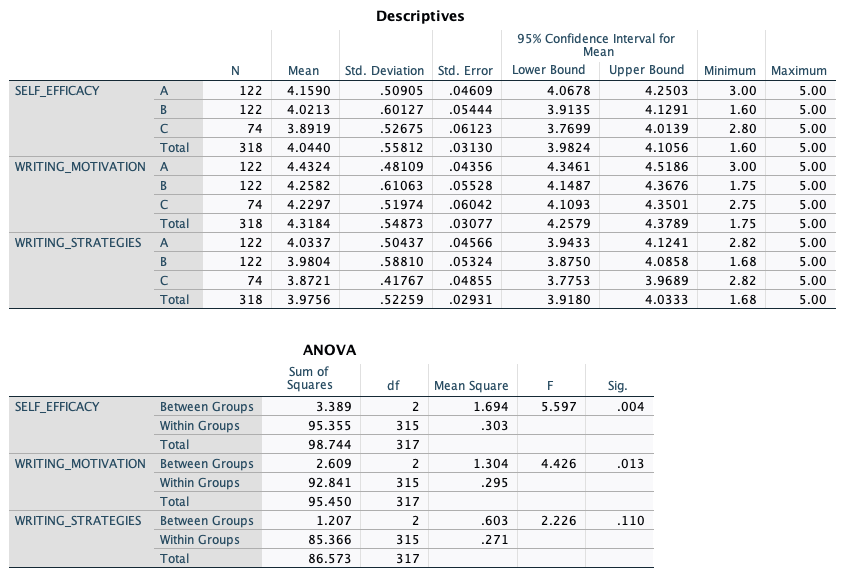 Descriptives
95% Confidence Interval for
Mean
N Mean Std. Deviation Std. Error Lower Bound Upper Bound Minimum Maximum
SELF_EFFICACY A 122 4.1590 .50905 .04609 4.0678 4.2503 3.00 5.00
B 122 4.0213 .60127 .05444 3.9135 4.1291 1.60 5.00
C 74 3.8919 .52675 .06123 3.7699 4.0139 2.80 5.00
Total 318 4.0440 .55812 .03130 3.9824 4.1056 1.60 5.00
WRITING_MOTIVATION A 122 4.4324 .48109 .04356 4.3461 4.5186 3.00 5.00
B 122 4.2582 .61063 .05528 4.1487 4.3676 1.75 5.00
C 74 4.2297 .51974 .06042 4.1093 4.3501 2.75 5.00
Total 318 4.3184 .54873 .03077 4.2579 4.3789 1.75 5.00
WRITING_STRATEGIES A 122 4.0337 .50437 .04566 3.9433 4.1241 2.82 5.00
B 122 3.9804 .58810 .05324 3.8750 4.0858 1.68 5.00
C 74 3.8721 .41767 .04855 3.7753 3.9689 2.82 5.00
Total 318 3.9756 .52259 .02931 3.9180 4.0333 1.68 5.00
ANOVA
Sum of
Squares df Mean Square F Sig.
SELF_EFFICACY Between Groups 3.389 2 1.694 5.597 .004
Within Groups 95.355 315 .303
Total 98.744 317
WRITING_MOTIVATION Between Groups 2.609 2 1.304 4.426 .013
Within Groups 92.841 315 .295
Total 95.450 317
WRITING_STRATEGIES Between Groups 1.207 2 .603 2.226 .110
Within Groups 85.366 315 .271
Total 86.573 317